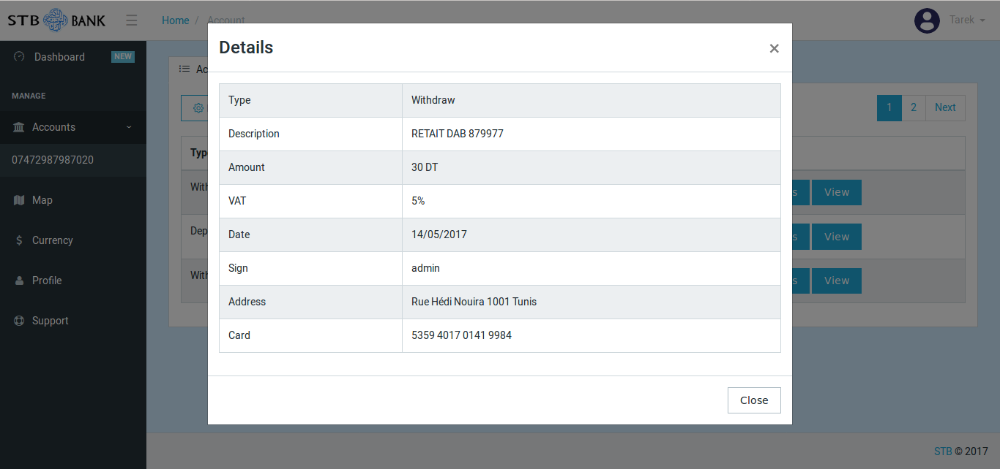 STB BANK
Home / Account
Tarek
Dashboard NEW
MANAGE
Accounts
07472987987020
Map
Currency
Profile
Support
Details ×
Type Withdraw
Description RETAIT DAB 879977
Amount 30 DT
VAT 5%
Date 14/05/2017
Sign admin
Address Rue Hédi Nouira 1001 Tunis
Card 5359 4017 0141 9984
Close
Ac
1 2 Next
Typ
With
s View
Dep
s View
With
s View
STB © 2017